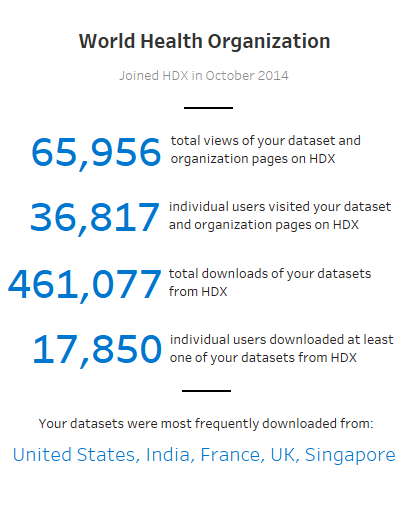 World Health Organization
Joined HDX in October 2014
65,956 total views of your dataset and
organization pages on HDX
36,817 individual users visited your dataset
and organization pages on HDX
461,077 total downloads of your datasets
from HDX
17,850 individual users downloaded at least
one of your datasets from HDX
Your datasets were most frequently downloaded from:
United States, India, France, UK, Singapore